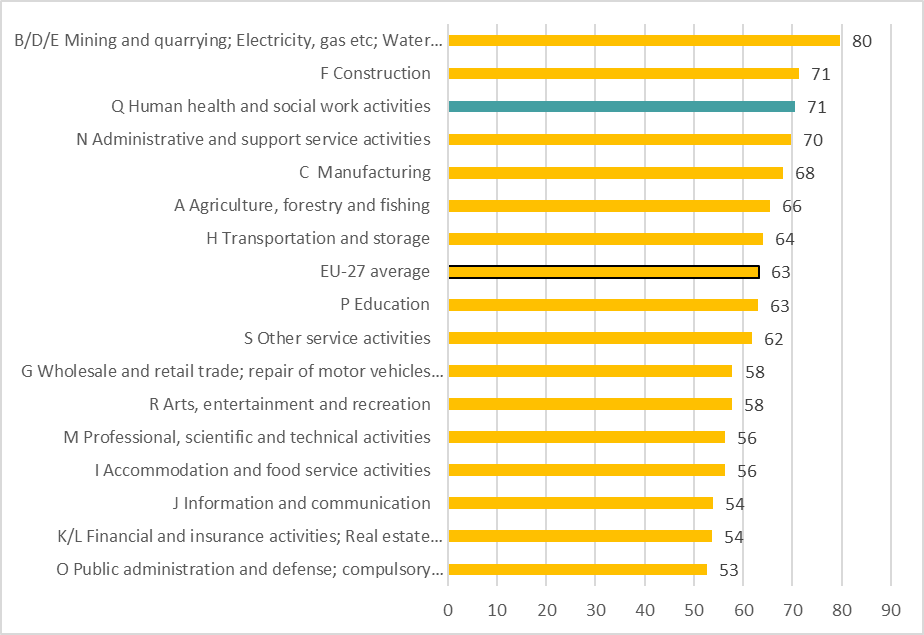 B/D/E Mining and quarrying; Electricity, gas etc; Water... 80
F Construction 71
Q Human health and social work activities 71
N Administrative and support service activities 70
C  Manufacturing 68
A Agriculture, forestry and fishing 66
H Transportation and storage 64
EU-27 average 63
P Education 63
S Other service activities 62
G Wholesale and retail trade; repair of motor vehicles... 58
R Arts, entertainment and recreation 58
M Professional, scientific and technical activities 56
I Accommodation and food service activities 56
J Information and communication 54
K/L Financial and insurance activities; Real estate... 54
O Public administration and defense; compulsory... 53
0 10 20 30 40 50 60 70 80 90